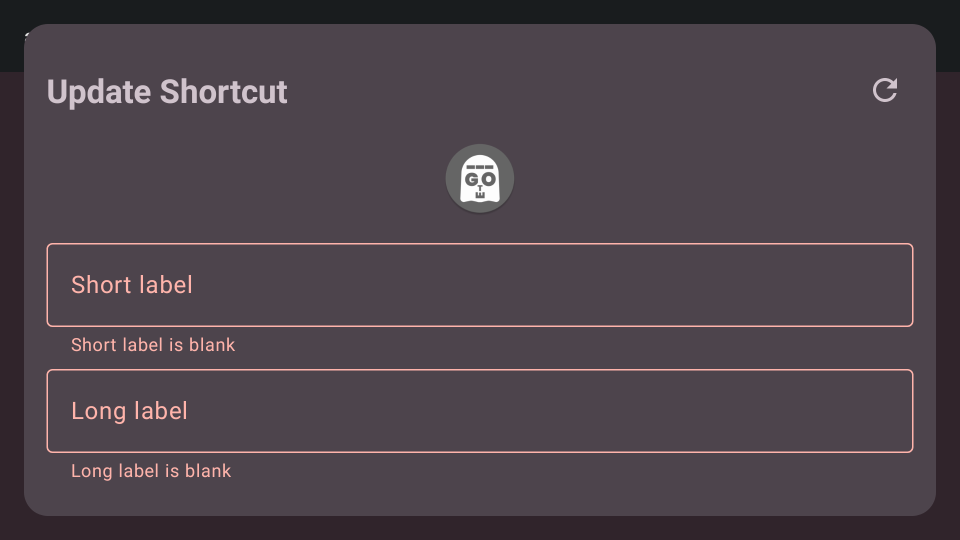 Update Shortcut
GO
Short label
Short label is blank
Long label
Long label is blank